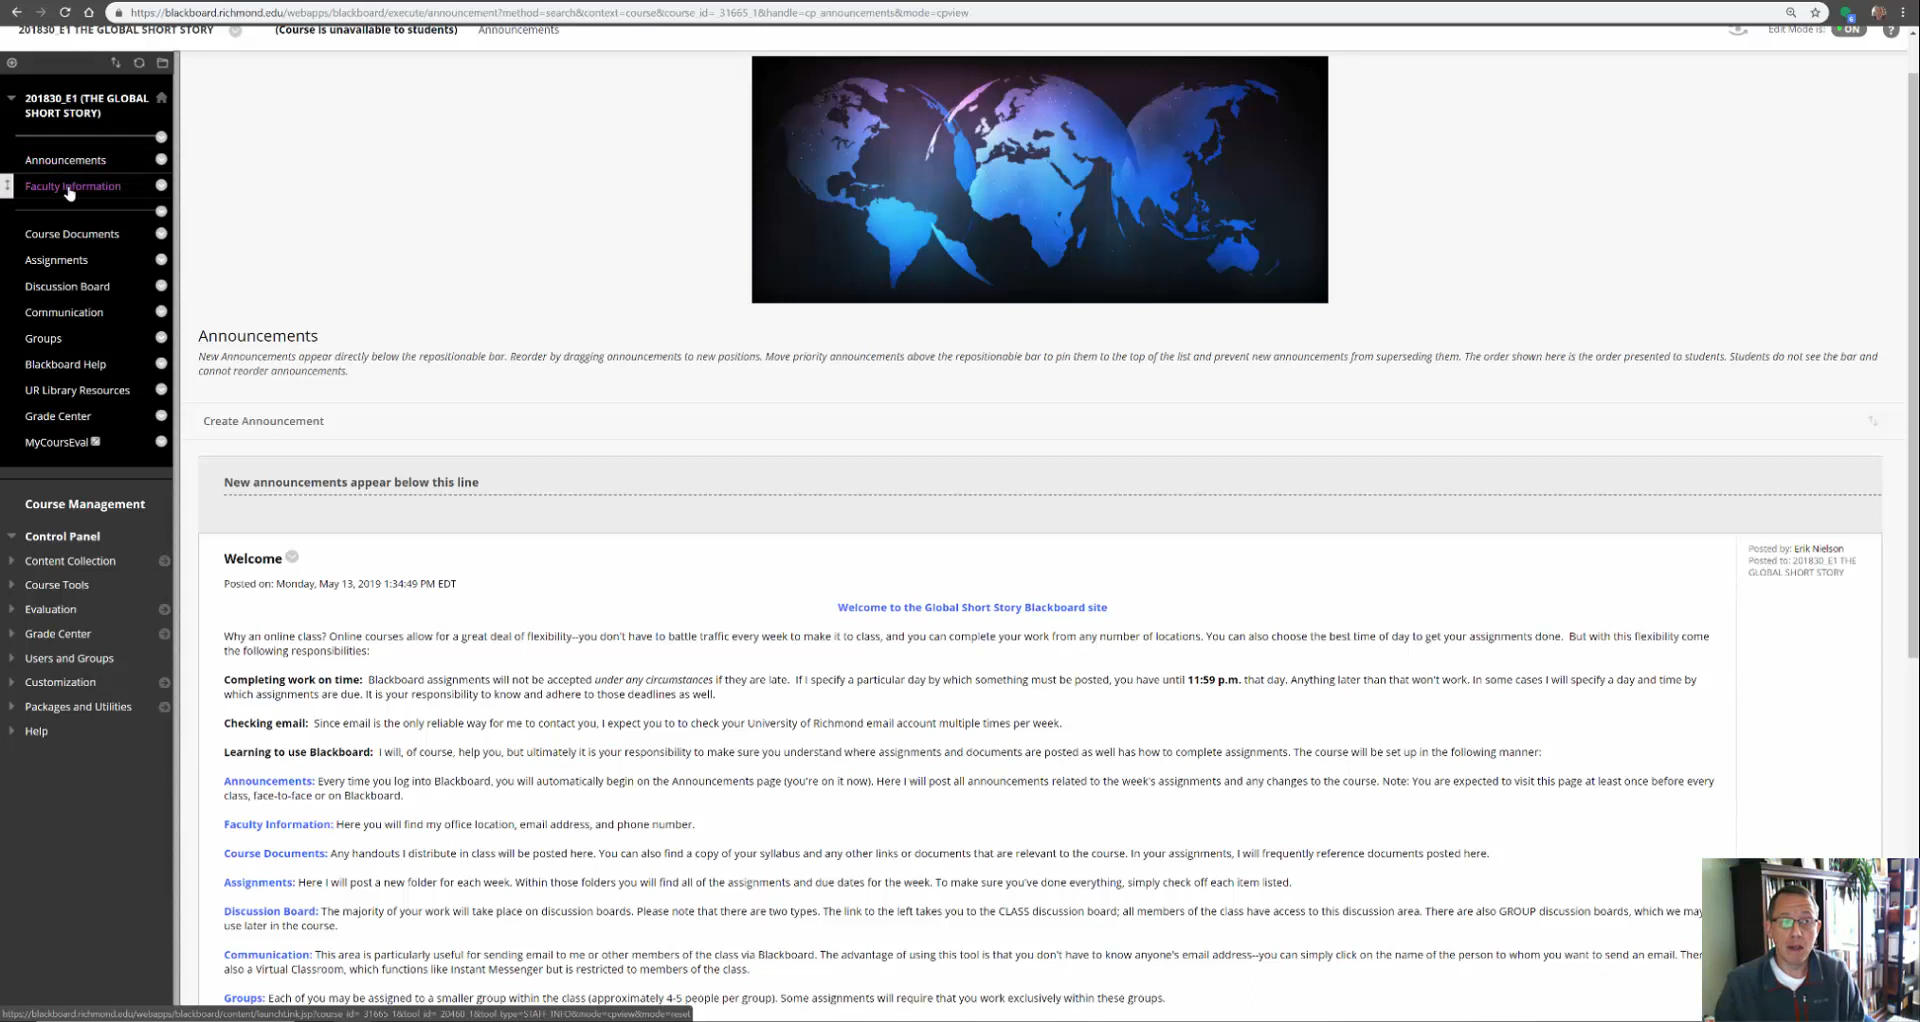 https://blackboard.richmond.edu/webapps/blackboard/execute/announcement?method=search&context=course&course_id=_31665_1&handle=cp_announcements&mode=cpview
201830_E1 THE GLOBAL SHORT STORY
(Course is unavailable to students)
Announcements
Edit Mode is:
ON
?
201830_E1 (THE GLOBAL
SHORT STORY)
Announcements
Faculty Information
Course Documents
Assignments
Discussion Board
Communication
Groups
Blackboard Help
UR Library Resources
Grade Center
MyCoursEval
Course Management
Control Panel
Content Collection
Course Tools
Evaluation
Grade Center
Users and Groups
Customization
Packages and Utilities
Help
Announcements
New Announcements appear directly below the repositionable bar. Reorder by dragging announcements to new positions. Move priority announcements above the repositionable bar to pin them to the top of the list and prevent new announcements from superseding them. The order shown here is the order presented to students. Students do not see the bar and
cannot reorder announcements.
Create Announcement
New announcements appear below this line
Welcome
Posted on: Monday, May 13, 2019 1:34:49 PM EDT
Posted by: Erik Nielson
Posted to: 201830_E1 THE
GLOBAL SHORT STORY
Welcome to the Global Short Story Blackboard site
Why an online class? Online courses allow for a great deal of flexibility--you don't have to battle traffic every week to make it to class, and you can complete your work from any number of locations. You can also choose the best time of day to get your assignments done. But with this flexibility come
the following responsibilities:
Completing work on time: Blackboard assignments will not be accepted under any circumstances if they are late. If I specify a particular day by which something must be posted, you have until 11:59 p.m. that day. Anything later than that won't work. In some cases I will specify a day and time by
which assignments are due. It is your responsibility to know and adhere to those deadlines as well.
Checking email: Since email is the only reliable way for me to contact you, I expect you to to check your University of Richmond email account multiple times per week.
Learning to use Blackboard: I will, of course, help you, but ultimately it is your responsibility to make sure you understand where assignments and documents are posted as well has how to complete assignments. The course will be set up in the following manner:
Announcements: Every time you log into Blackboard, you will automatically begin on the Announcements page (you're on it now). Here I will post all announcements related to the week's assignments and any changes to the course. Note: You are expected to visit this page at least once before every
class, face-to-face or on Blackboard.
Faculty Information: Here you will find my office location, email address, and phone number.
Course Documents: Any handouts I distribute in class will be posted here. You can also find a copy of your syllabus and any other links or documents that are relevant to the course. In your assignments, I will frequently reference documents posted here.
Assignments: Here I will post a new folder for each week. Within those folders you will find all of the assignments and due dates for the week. To make sure you've done everything, simply check off each item listed.
Discussion Board: The majority of your work will take place on discussion boards. Please note that there are two types. The link to the left takes you to the CLASS discussion board; all members of the class have access to this discussion area. There are also GROUP discussion boards, which we may
use later in the course.
Communication: This area is particularly useful for sending email to me or other members of the class via Blackboard. The advantage of using this tool is that you don't have to know anyone's email address--you can simply click on the name of the person to whom you want to send an email. Ther
also a Virtual Classroom, which functions like Instant Messenger but is restricted to members of the class.
Groups: Each of you may be assigned to a smaller group within the class (approximately 4-5 people per group). Some assignments will require that you work exclusively within these groups.
https://blackboard.richmond.edu/webapps/blackboard/content/launchLink.jsp?course_id=_31665_1&tool_id=_20460_1&tool_type=STAFF_INFO&mode=cpview&mode=reset